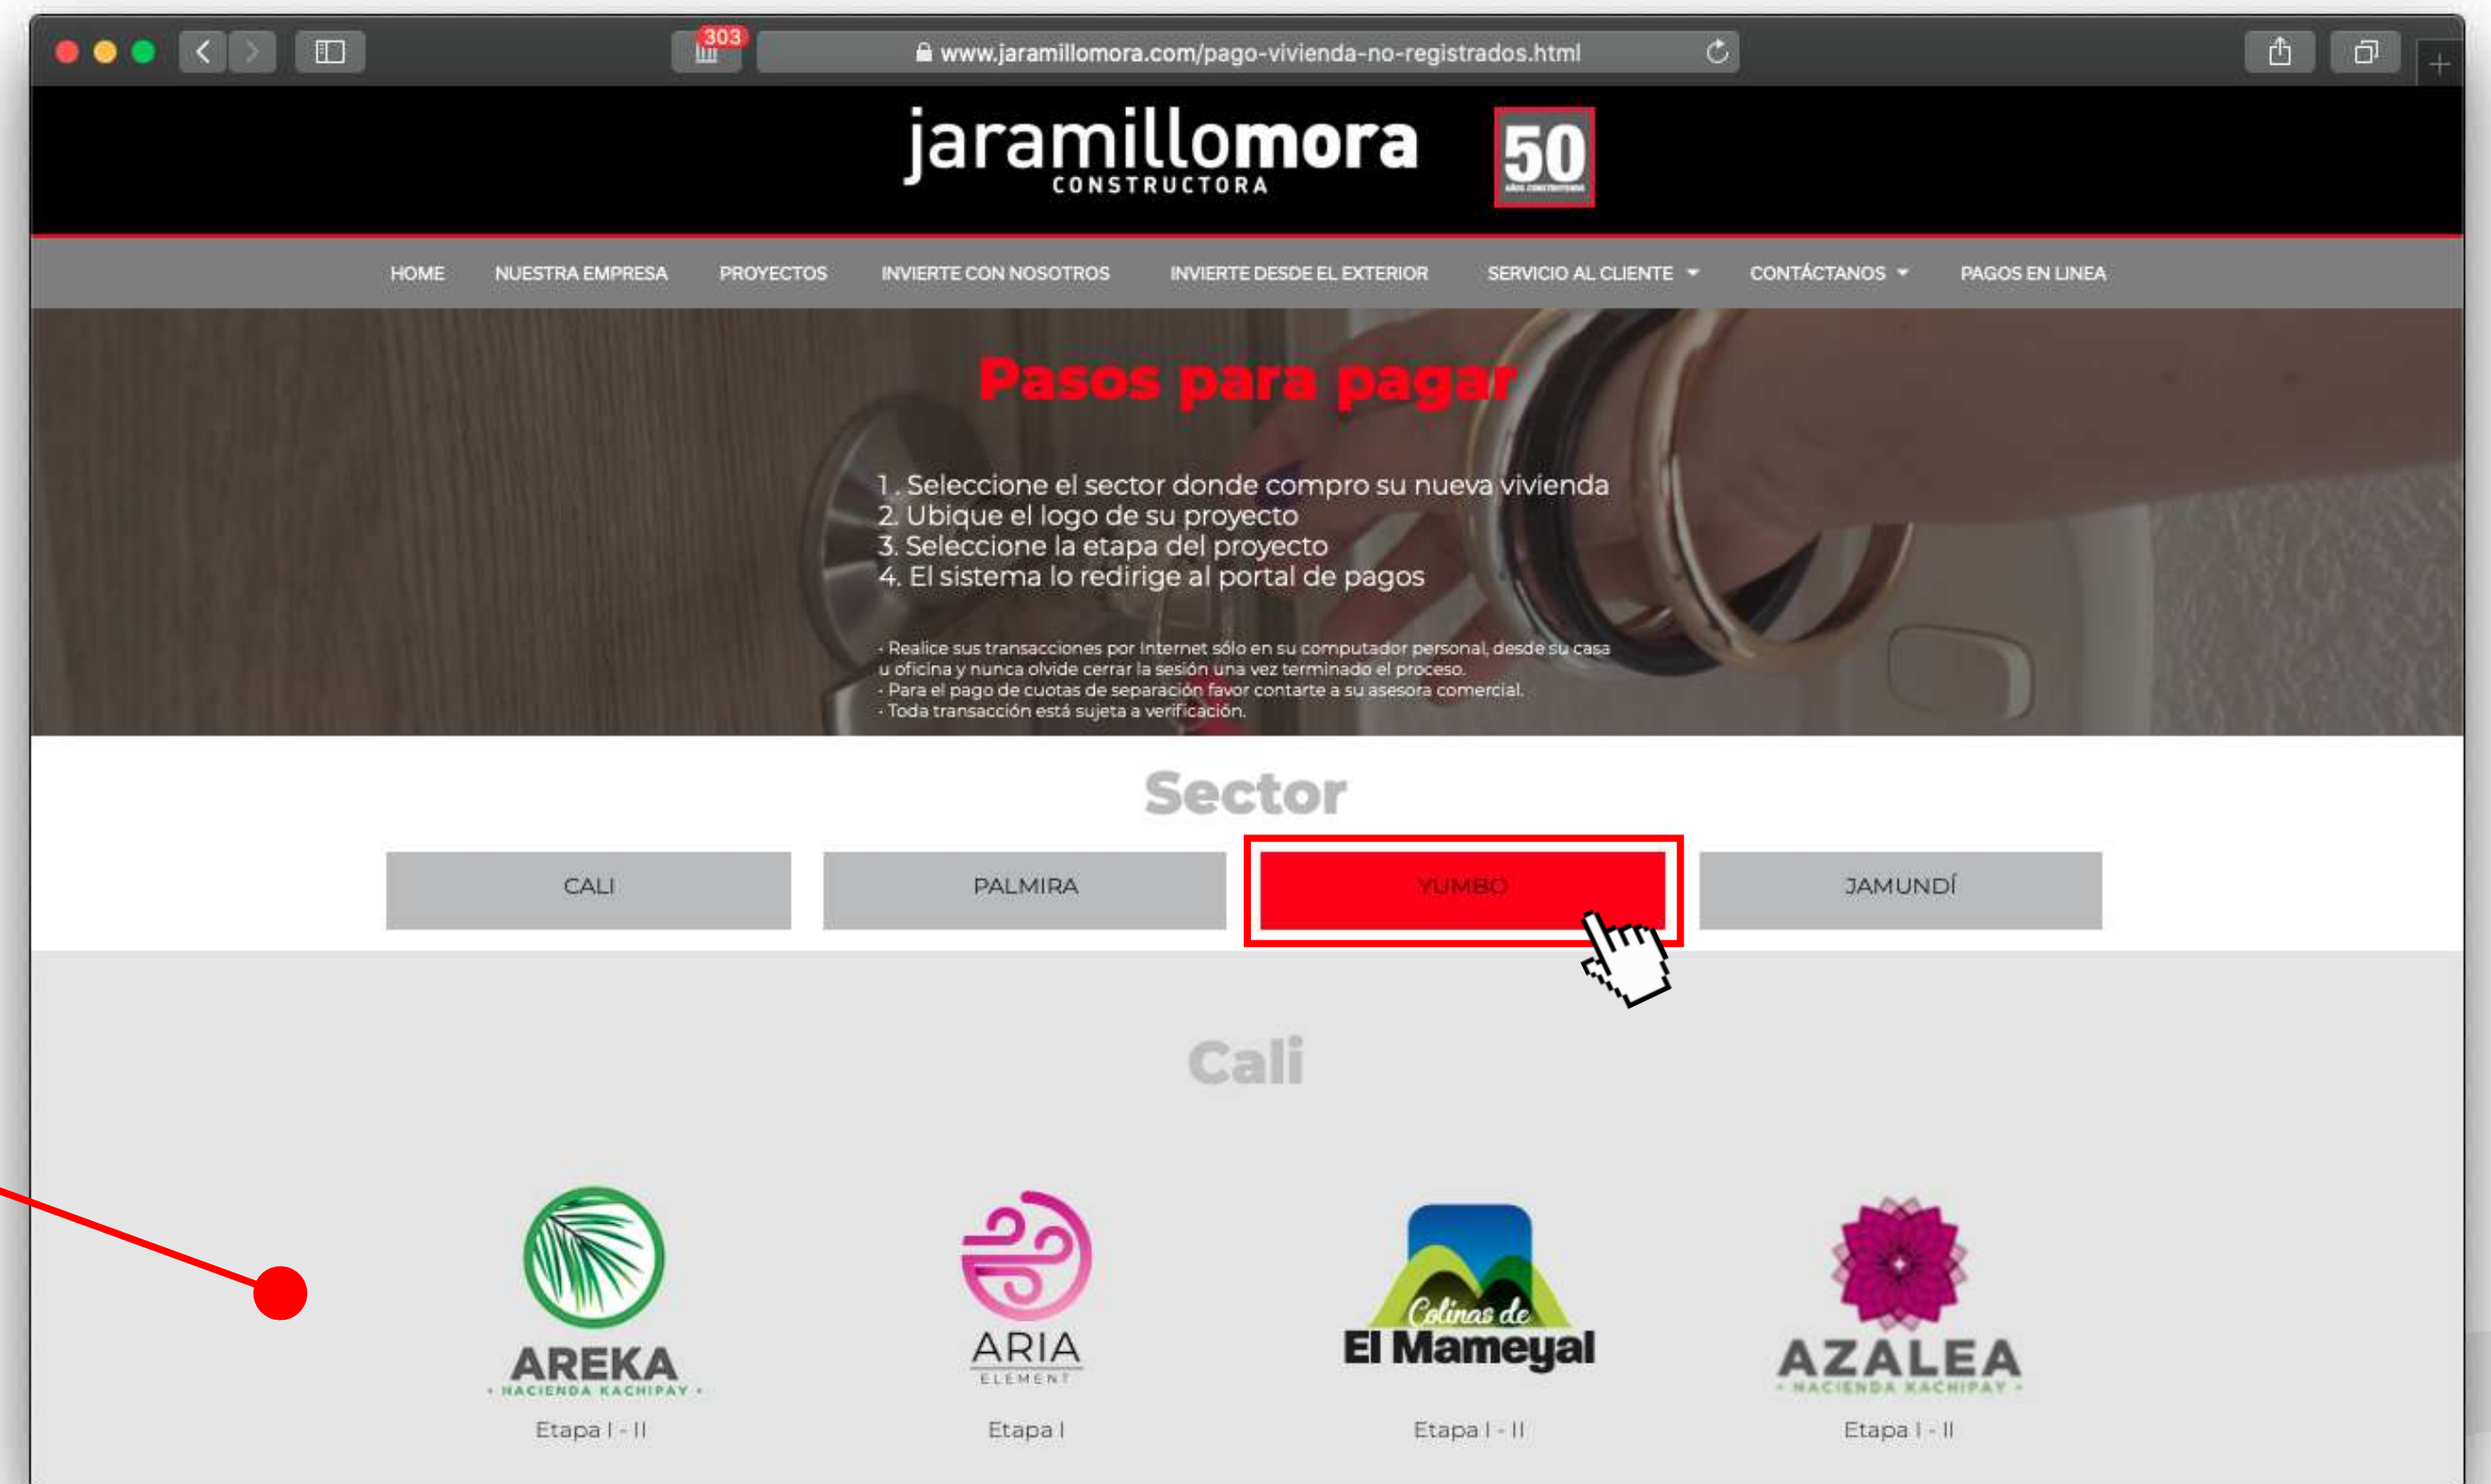 303
www.jaramillomora.com/pago-vivienda-no-registrados.html
jaramillomora
CONSTRUCTORA
50
AÑOS CONSTRUYENDO
HOME NUESTRA EMPRESA PROYECTOS INVIERTE CON NOSOTROS INVIERTE DESDE EL EXTERIOR SERVICIO AL CLIENTE CONTÁCTANOS PAGOS EN LINEA
Pasos para pagar
1 . Seleccione el sector donde compro su nueva vivienda
2. Ubique el logo de su proyecto
3. Seleccione la etapa del proyecto
4. El sistema lo redirige al portal de pagos
• Realice sus transacciones por Internet sólo en su computador personal, desde su casa
u oficina y nunca olvide cerrar la sesión una vez terminado el proceso.
• Para el pago de cuotas de separación favor contarte a su asesora comercial.
• Toda transacción está sujeta a verificación.
Sector
CALI PALMIRA YUMBO JAMUNDÍ
Cali
AREKA
• HACIENDA KACHIPAY •
Etapa I - II
ARIA
ELEMENT
Etapa I
Colinas de
El Mameyal
Etapa I - II
AZALEA
• HACIENDA KACHIPAY •
Etapa I - II